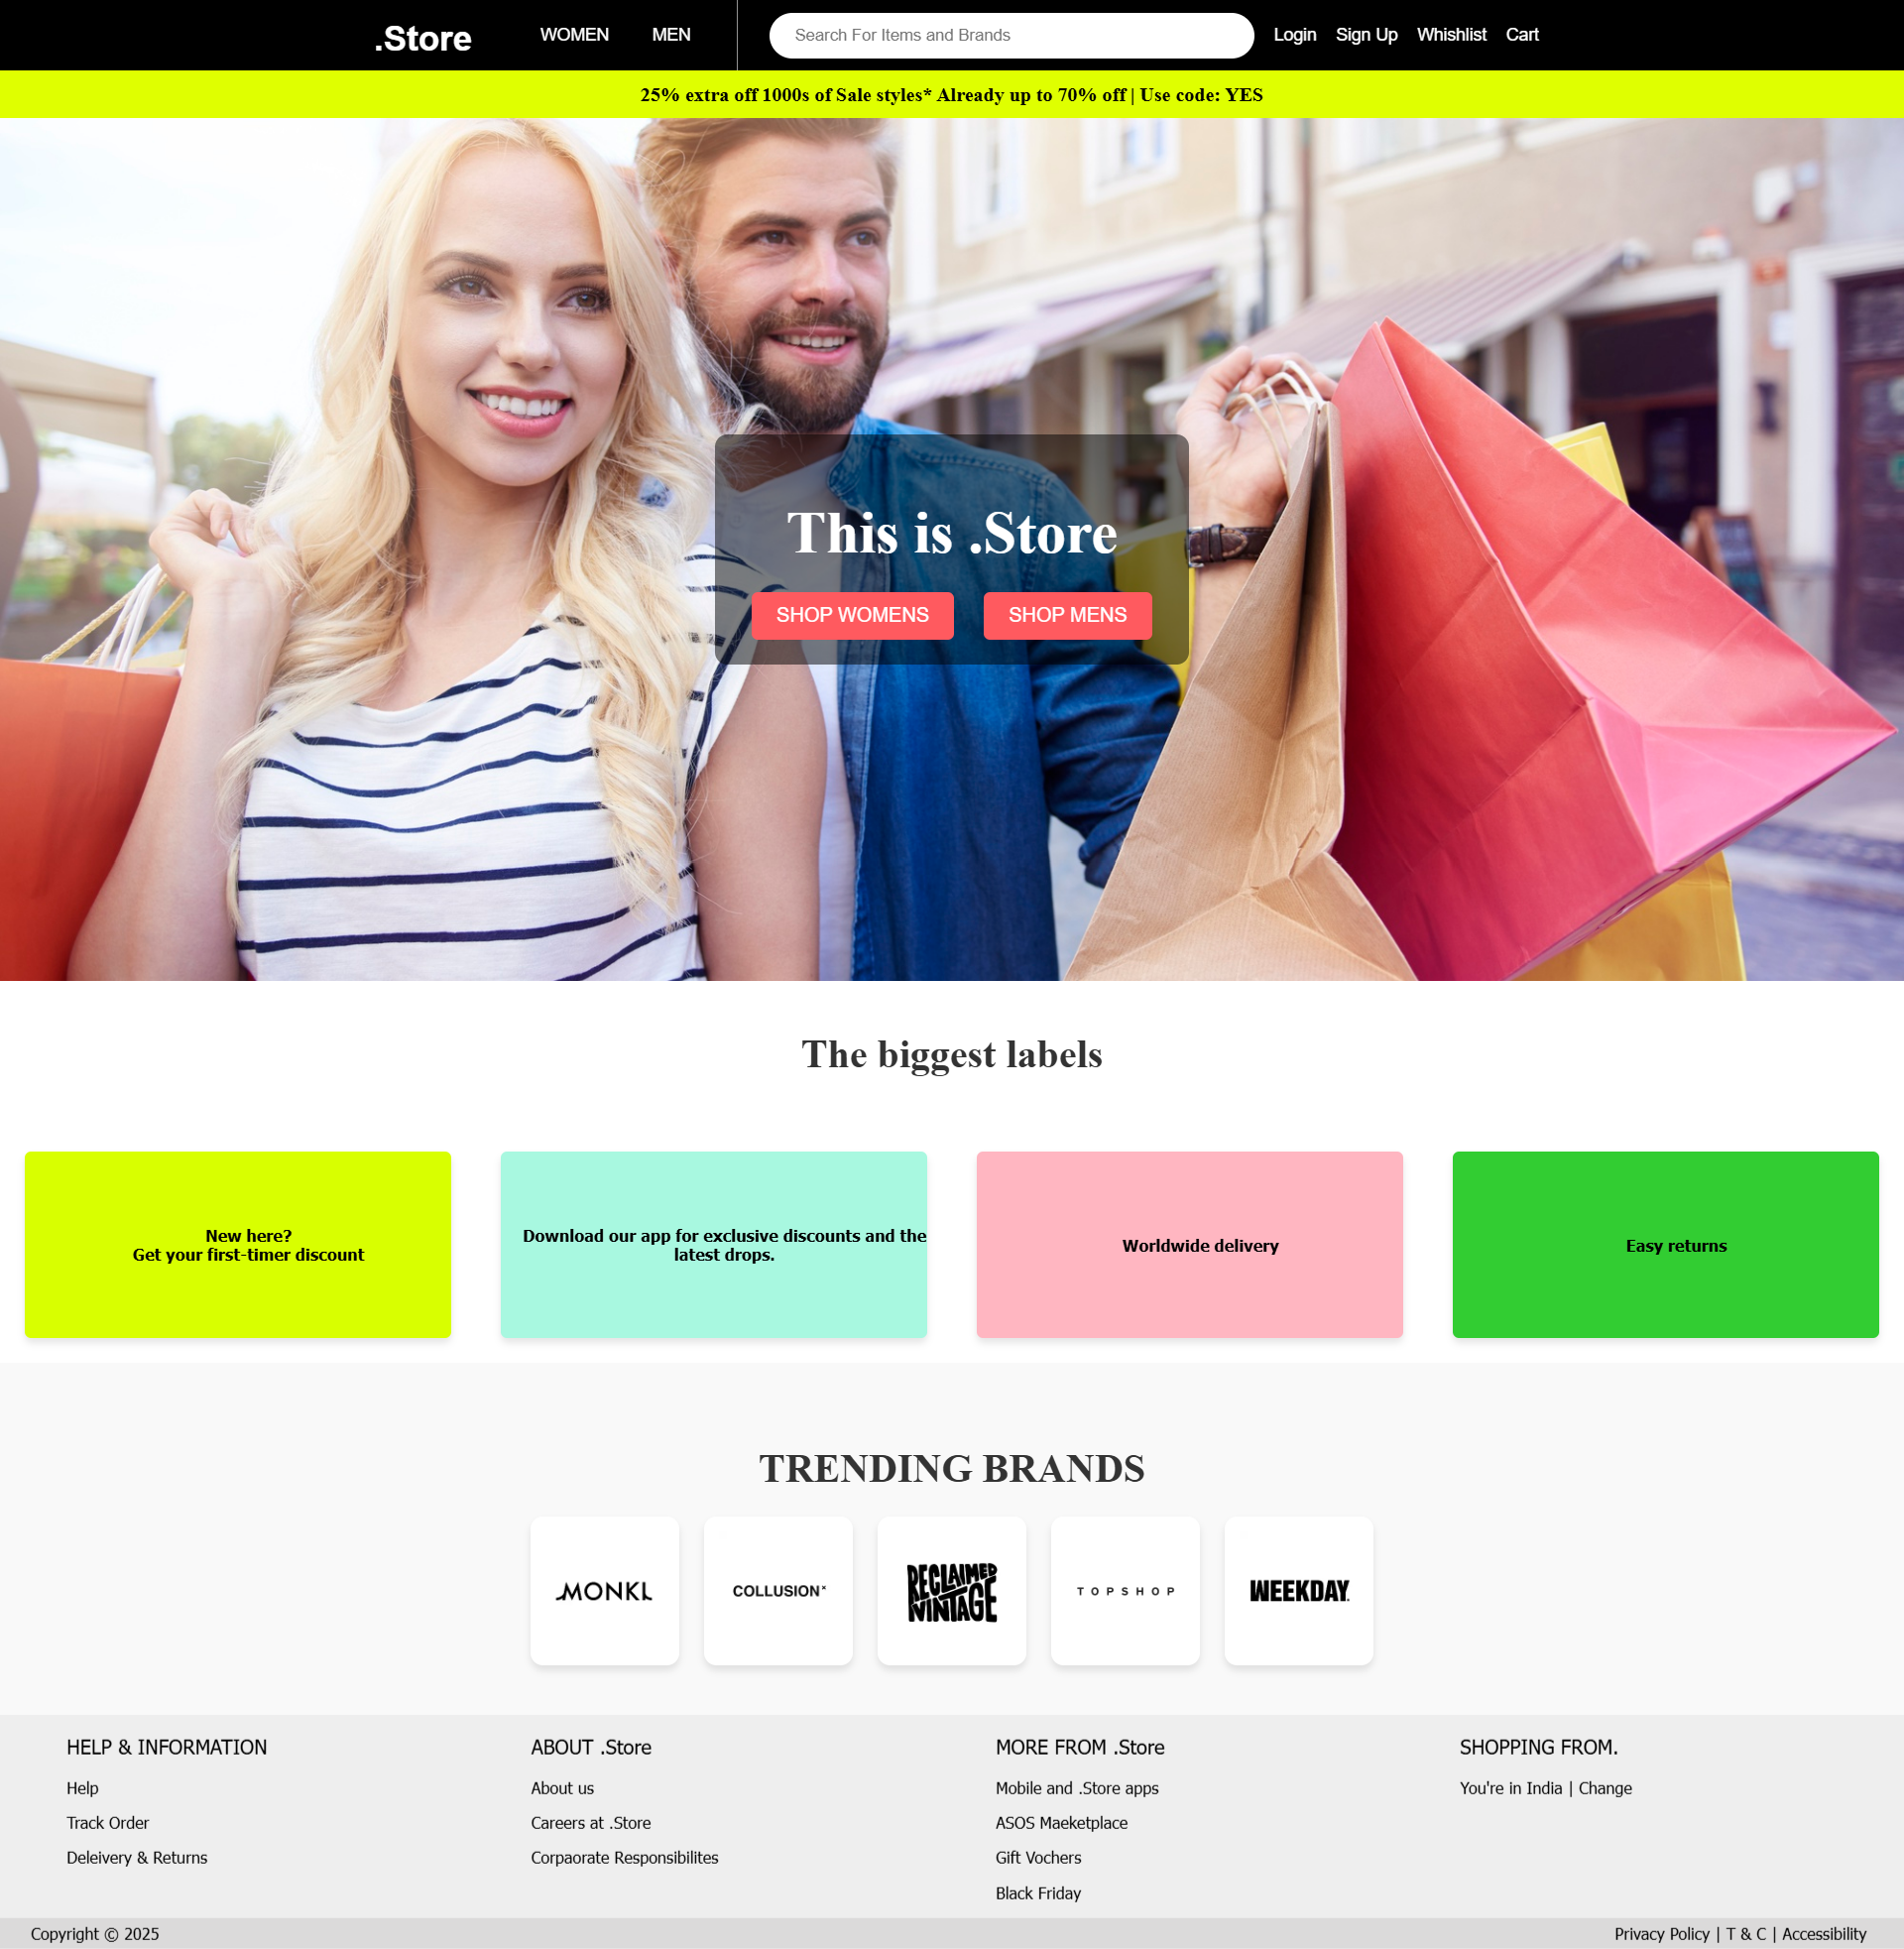 .Store WOMEN MEN Search For Items and Brands Login Sign Up Whishlist Cart
25% extra off 1000s of Sale styles* Already up to 70% off | Use code: YES
This is .Store
SHOP WOMENS SHOP MENS
The biggest labels
New here?
Get your first-timer discount
Download our app for exclusive discounts and the
latest drops.
Worldwide delivery
Easy returns
TRENDING BRANDS
MONKI
COLLUSION×
RECLAIMED
VINTAGE
TOPSHOP
WEEKDAY.
HELP & INFORMATION
Help
Track Order
Deleivery & Returns
ABOUT .Store
About us
Careers at .Store
Corpaorate Responsibilites
MORE FROM .Store
Mobile and .Store apps
ASOS Maeketplace
Gift Vochers
Black Friday
SHOPPING FROM.
You're in India | Change
Copyright © 2025
Privacy Policy | T & C | Accessibility